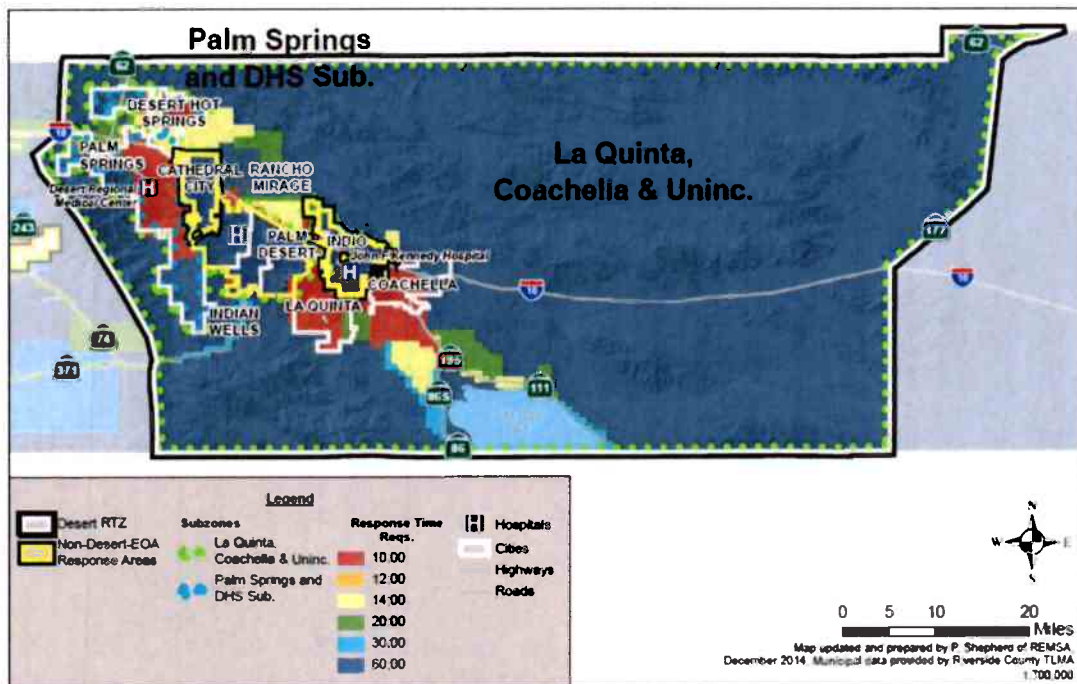 Palm Springs
and DHS Sub.
62
62
DESERT HOT
SPRINGS
10
PALM
SPRINGS
CATHEDRAL
CITY
RANCHO
MIRAGE
La Quinta,
Coachella & Uninc.
Desert Regional
Medical Center
H
H
243
177
PALM
DESERT
INDIO
John F Kennedy Hospital
H
COACHELLA
10
10
LA QUINTA
INDIAN
WELLS
74
371
195
111
86S
86
Legend
Desert RTZ
Non-Desert-EOA
Response Areas
Subzones
La Quinta,
Coachella & Uninc.
Palm Springs and
DHS Sub.
Response Time
Reqs.
10:00
12:00
14:00
20:00
30:00
60:00
H Hospitals
Cities
Highways
Roads
N
W E
S
0 5 10 20
Miles
Map updated and prepared by P. Shepherd of REMSA,
December 2014. Municipal data provided by Riverside County TLMA
1:700,000